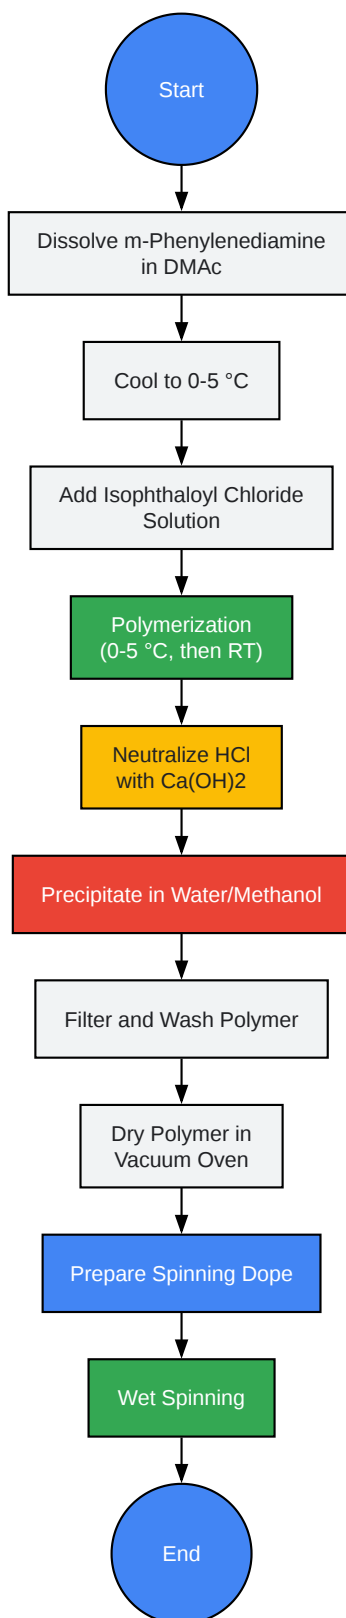 Start
Dissolve m-Phenylenediamine
in DMAc
Cool to 0-5 °C
Add Isophthaloyl Chloride
Solution
Polymerization
(0-5 °C, then RT)
Neutralize HCl
with Ca(OH)2
Precipitate in Water/Methanol
Filter and Wash Polymer
Dry Polymer in
Vacuum Oven
Prepare Spinning Dope
Wet Spinning
End